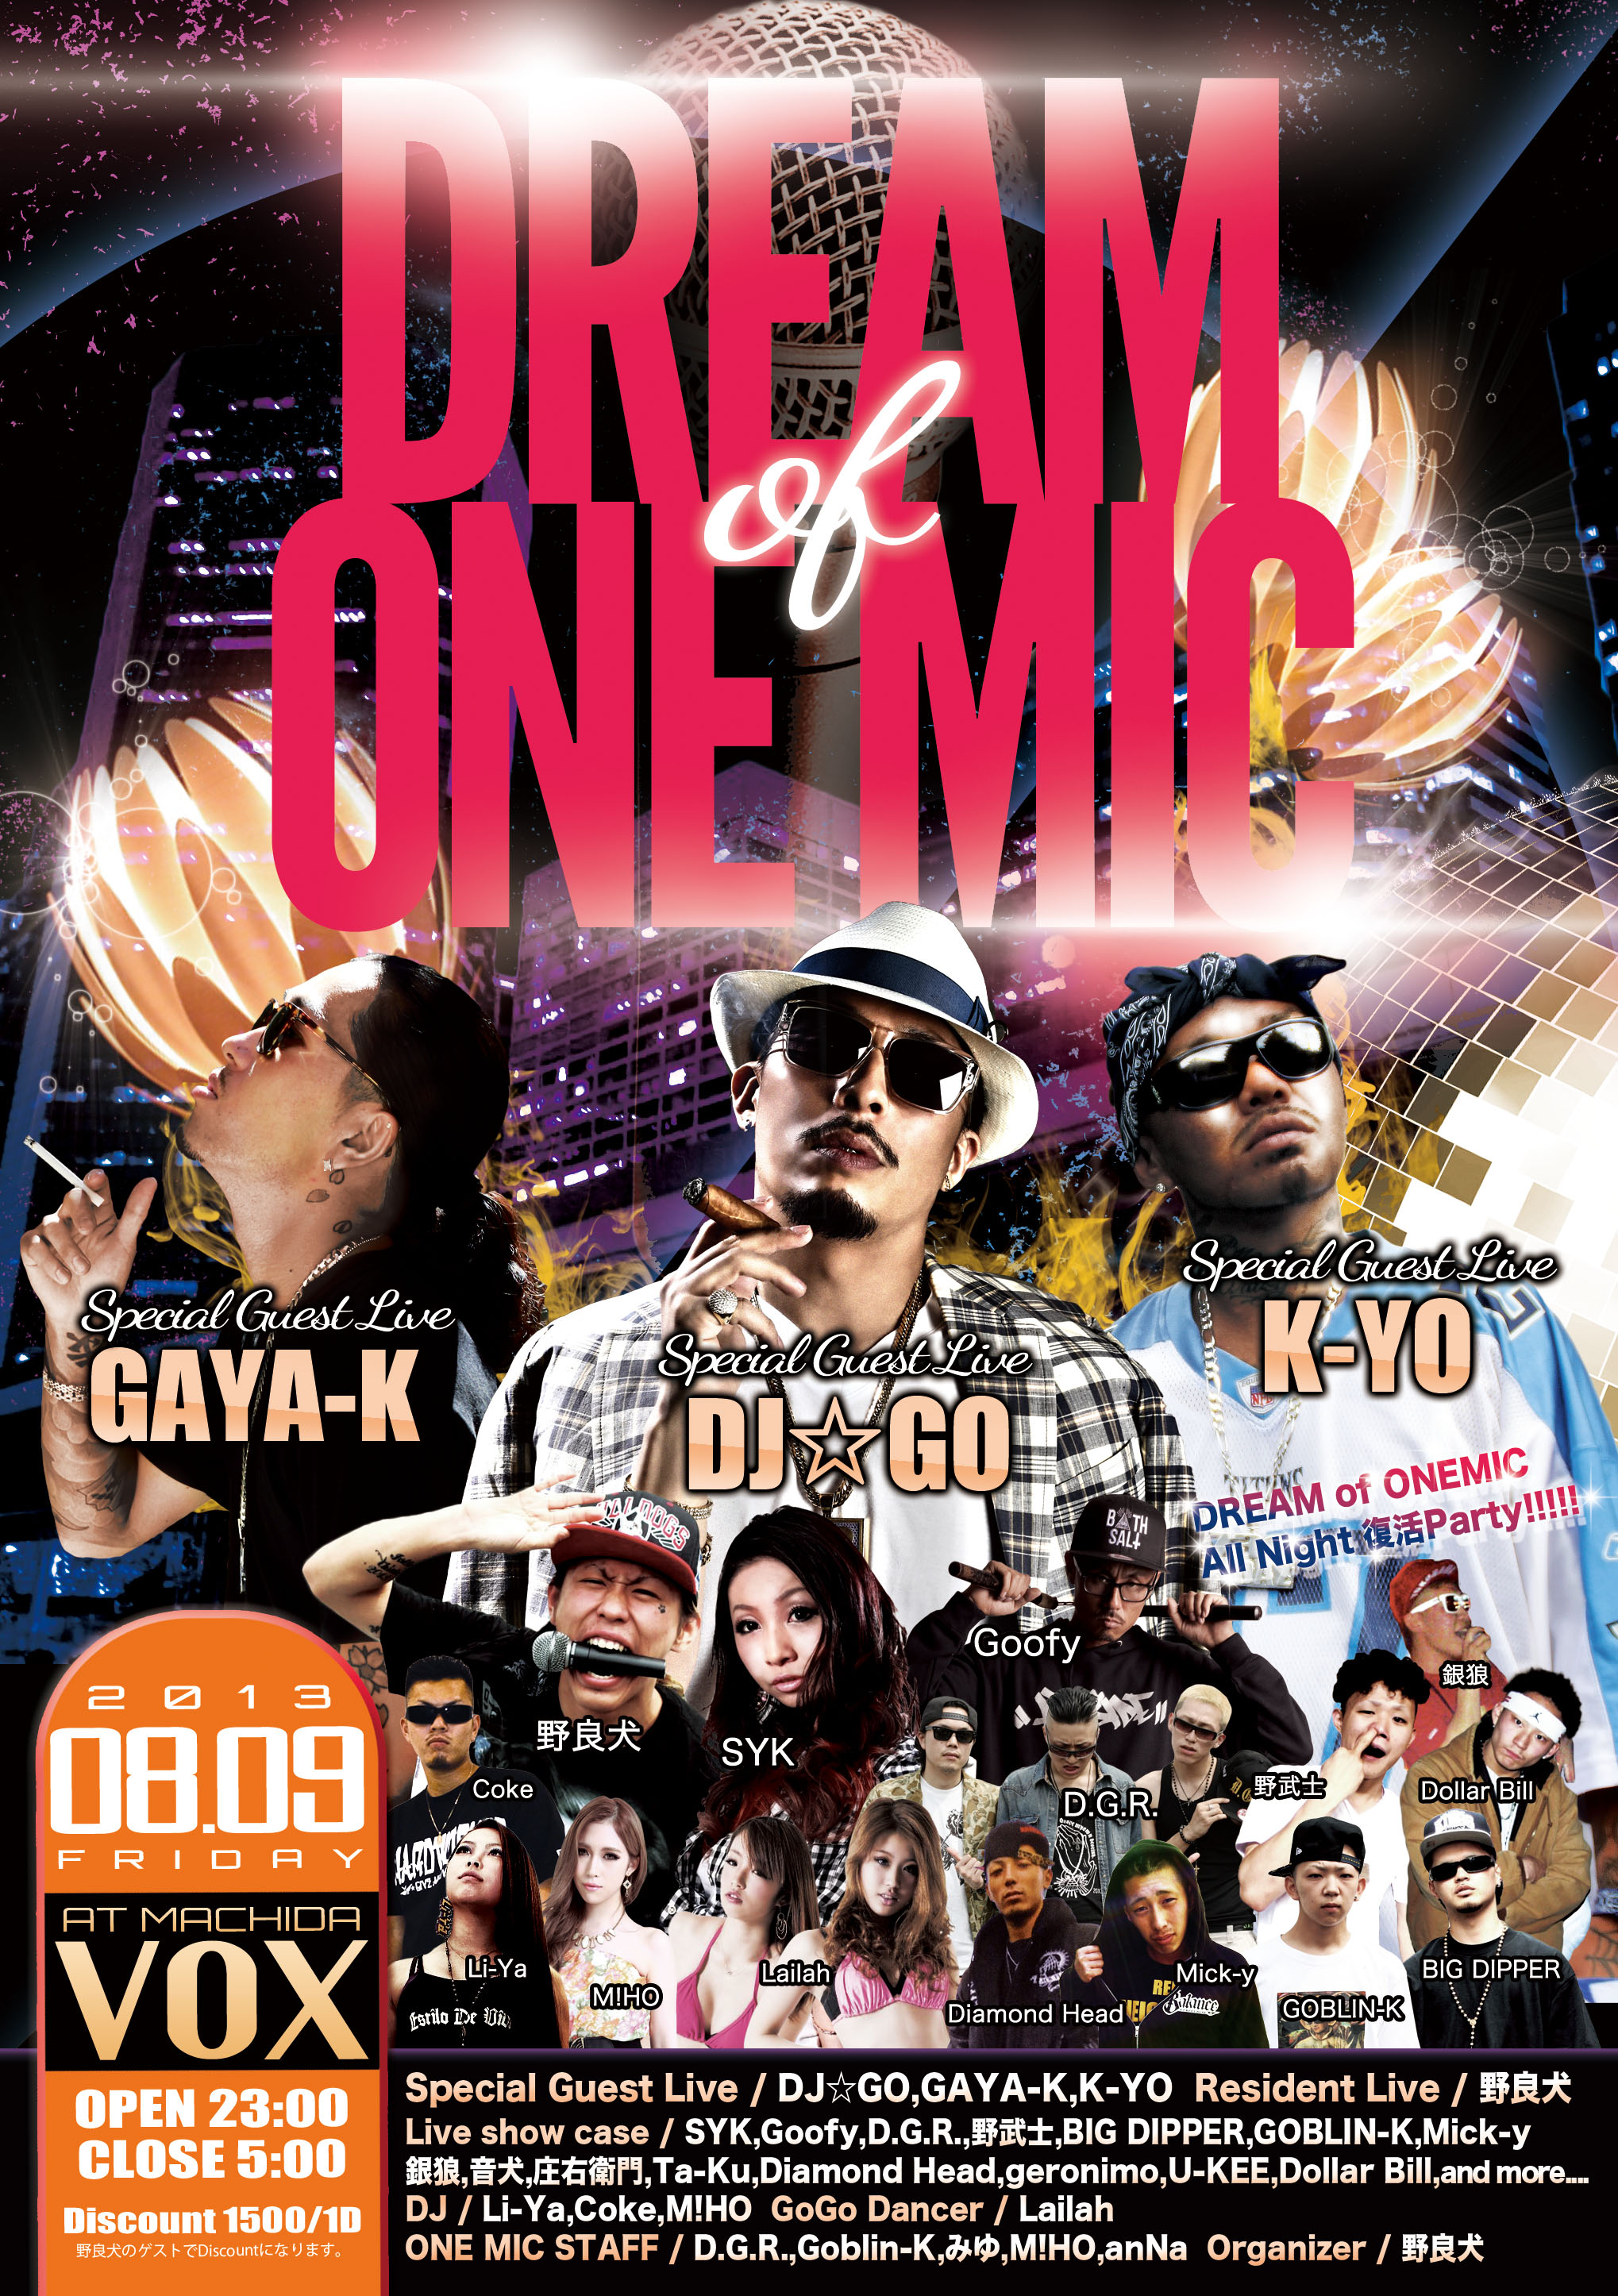 DREAM
of
ONE MIC
Special Guest Live
GAYA-K
Special Guest Live
DJ☆GO
Special Guest Live
K-YO
DREAM of ONEMIC
All Night 復活Party!!!!!
BATH
SALT
Goofy
銀狼
野良犬
SYK
Coke
D.G.R.
野武士
Dollar Bill
Li-Ya
M!HO
Lailah
Diamond Head
Mick-y
GOBLIN-K
BIG DIPPER
2013
08.09
FRIDAY
AT MACHIDA
VOX
OPEN 23:00
CLOSE 5:00
Discount 1500/1D
野良犬のゲストでDiscountになります。
Special Guest Live / DJ☆GO,GAYA-K,K-YO Resident Live / 野良犬
Live show case / SYK,Goofy,D.G.R.,野武士,BIG DIPPER,GOBLIN-K,Mick-y
銀狼,音犬,庄右衛門,Ta-Ku,Diamond Head,geronimo,U-KEE,Dollar Bill,and more....
DJ / Li-Ya,Coke,M!HO GoGo Dancer / Lailah
ONE MIC STAFF / D.G.R.,Goblin-K,みゆ,M!HO,anNa Organizer / 野良犬